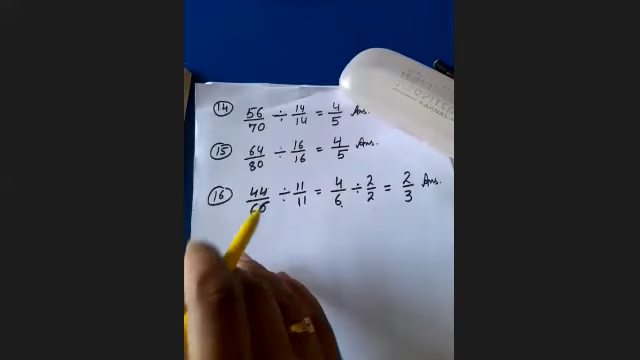 (14) 56/70 ÷ 14/14 = 4/5 Ans.
(15) 64/80 ÷ 16/16 = 4/5 Ans.
(16) 44/66 ÷ 11/11 = 4/6 ÷ 2/2 = 2/3 Ans.